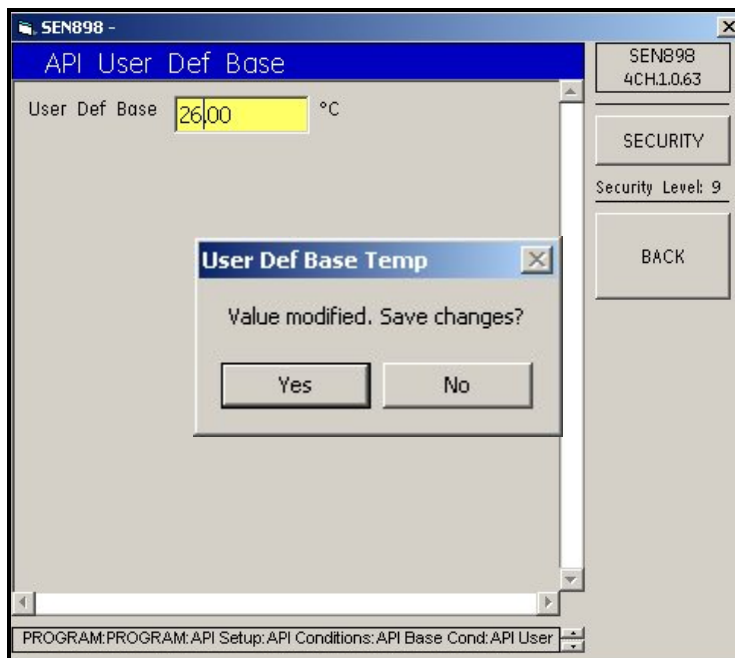 SEN898 -
API User Def Base
User Def Base 26.00 °C
User Def Base Temp
Value modified. Save changes?
Yes No
SEN898
4CH.1.0.63
SECURITY
Security Level: 9
BACK
PROGRAM:PROGRAM:API Setup:API Conditions:API Base Cond:API User